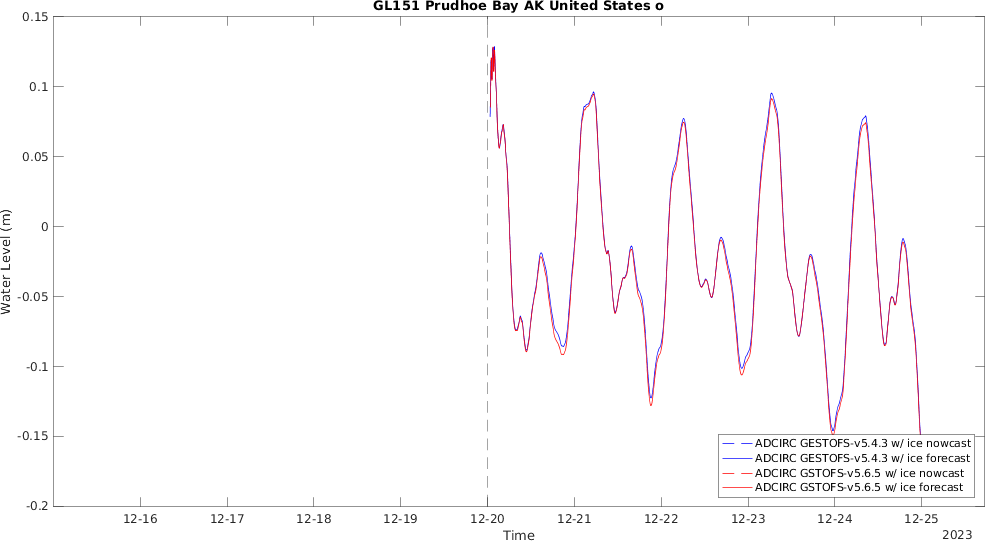 GL151 Prudhoe Bay AK United States o
0.15
0.1
0.05
0
-0.05
-0.1
-0.15
-0.2
Water Level (m)
ADCIRC GESTOFS-v5.4.3 w/ ice nowcast
ADCIRC GESTOFS-v5.4.3 w/ ice forecast
ADCIRC GSTOFS-v5.6.5 w/ ice nowcast
ADCIRC GSTOFS-v5.6.5 w/ ice forecast
12-16 12-17 12-18 12-19 12-20 12-21 12-22 12-23 12-24 12-25
Time
2023